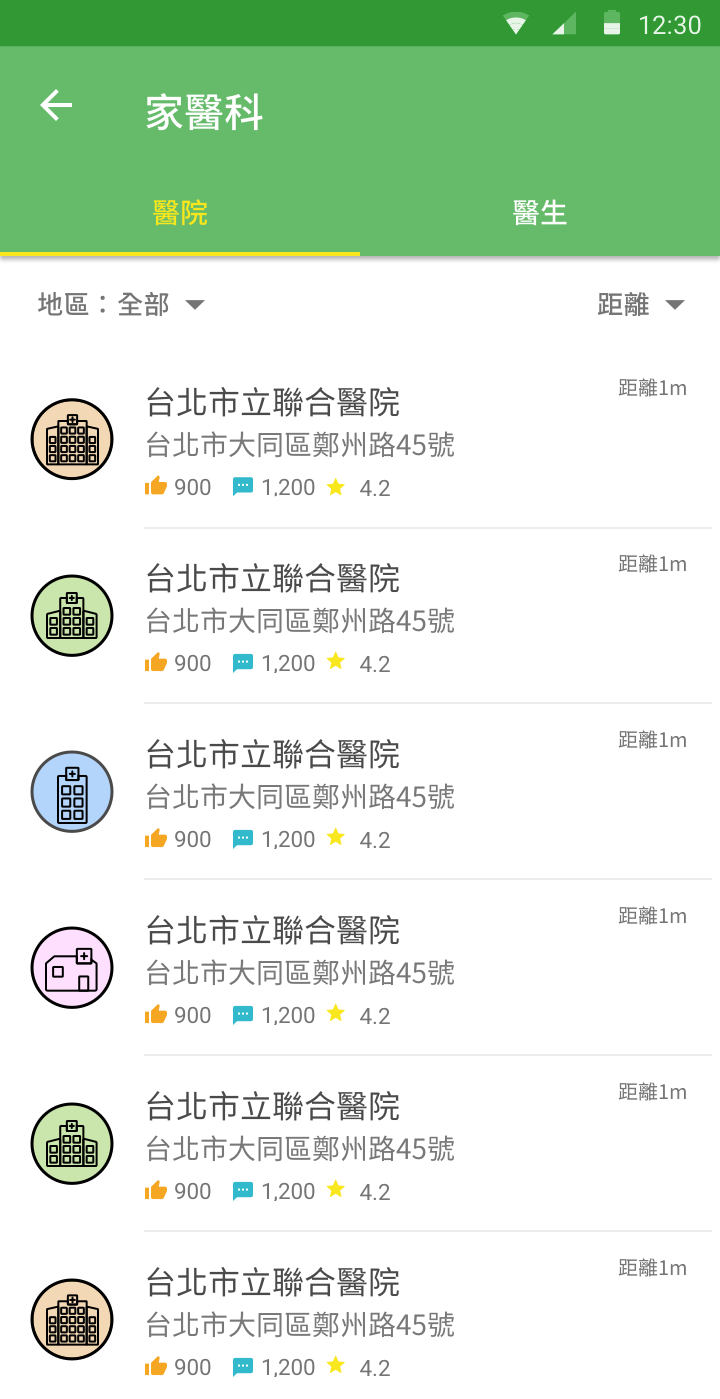 12:30
家醫科
醫院 醫生
地區：全部 距離
台北市立聯合醫院 距離1m
台北市大同區鄭州路45號
900 1,200 4.2
台北市立聯合醫院 距離1m
台北市大同區鄭州路45號
900 1,200 4.2
台北市立聯合醫院 距離1m
台北市大同區鄭州路45號
900 1,200 4.2
台北市立聯合醫院 距離1m
台北市大同區鄭州路45號
900 1,200 4.2
台北市立聯合醫院 距離1m
台北市大同區鄭州路45號
900 1,200 4.2
台北市立聯合醫院 距離1m
台北市大同區鄭州路45號
900 1,200 4.2